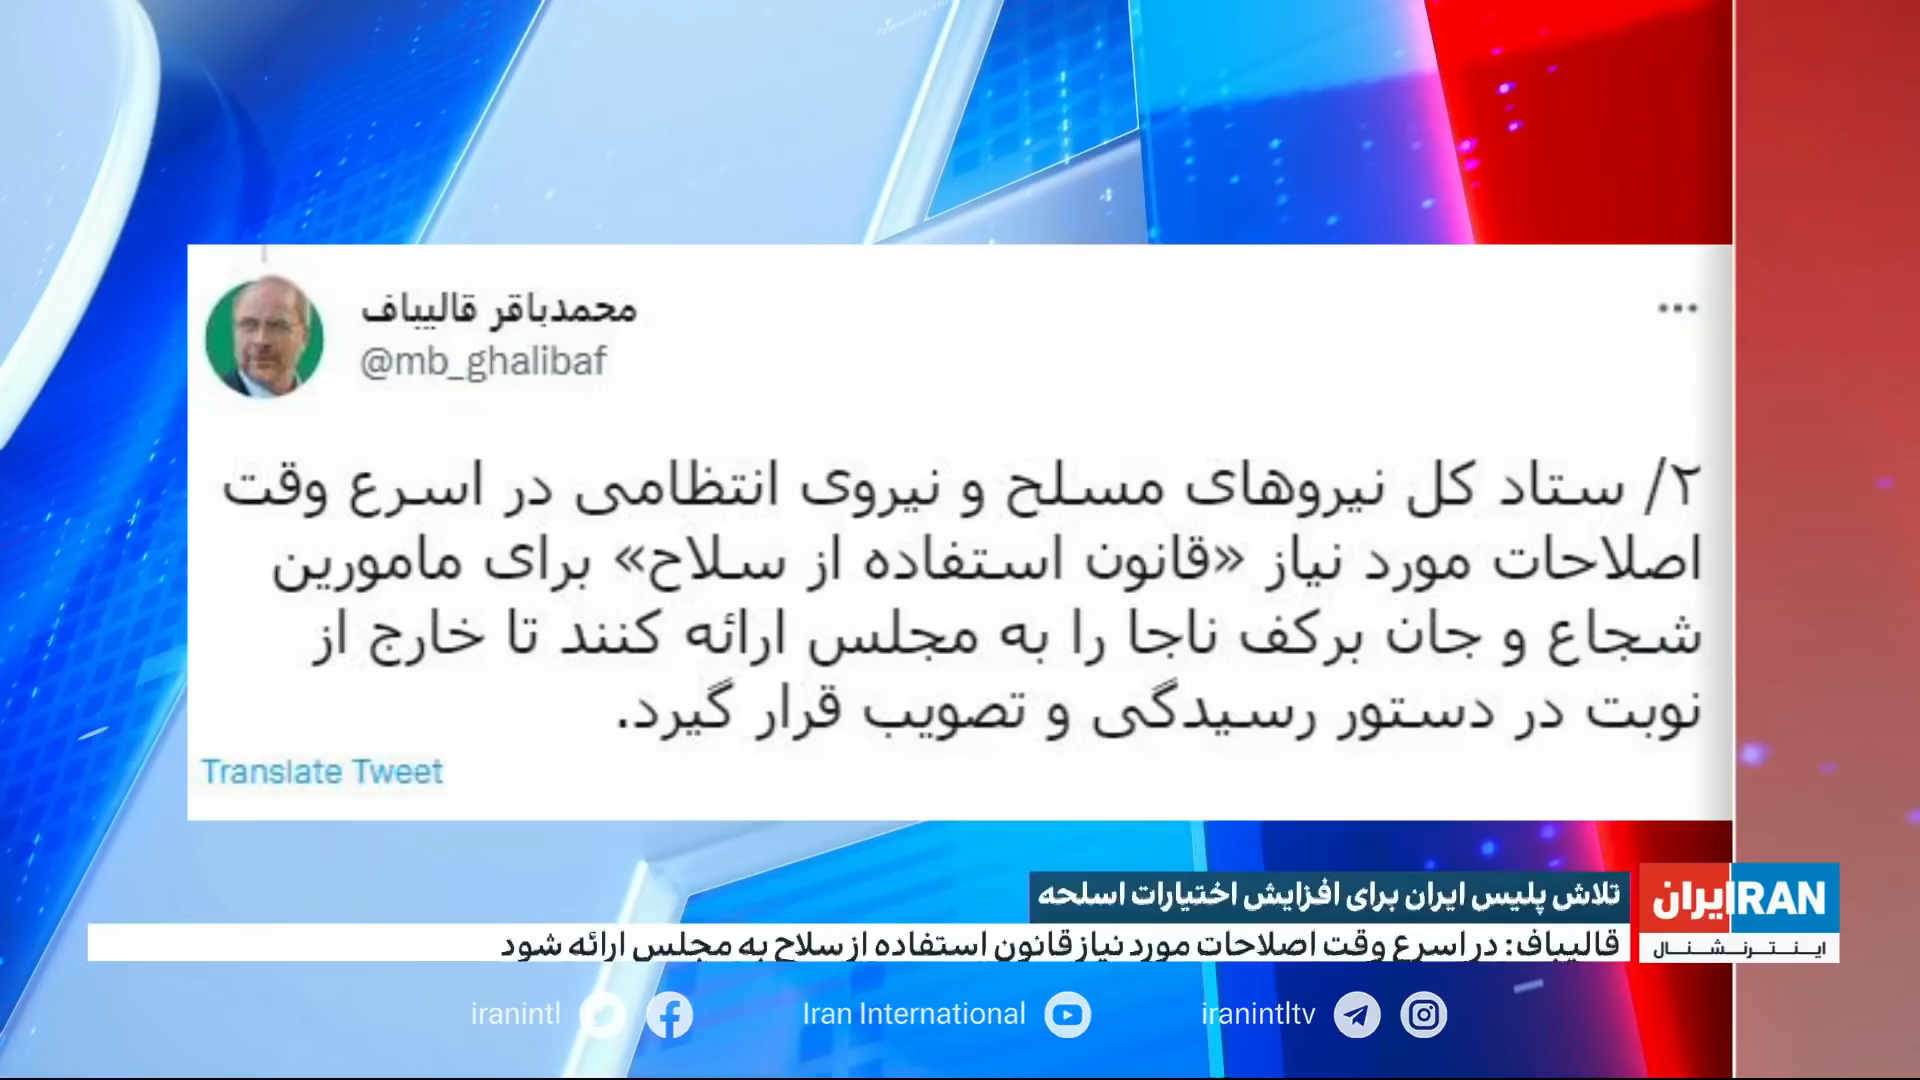 محمدباقر قالیباف
@mb_ghalibaf
۲/ ستاد کل نیروهای مسلح و نیروی انتظامی در اسرع وقت
اصلاحات مورد نیاز «قانون استفاده از سلاح» برای مامورین
شجاع و جان برکف ناجا را به مجلس ارائه کنند تا خارج از
نوبت در دستور رسیدگی و تصویب قرار گیرد.
Translate Tweet
تلاش پلیس ایران برای افزایش اختیارات اسلحه
قالیباف: در اسرع وقت اصلاحات مورد نیاز قانون استفاده از سلاح به مجلس ارائه شود
ایران IRAN
اینترنشنال
iranintl
Iran International
iranintltv